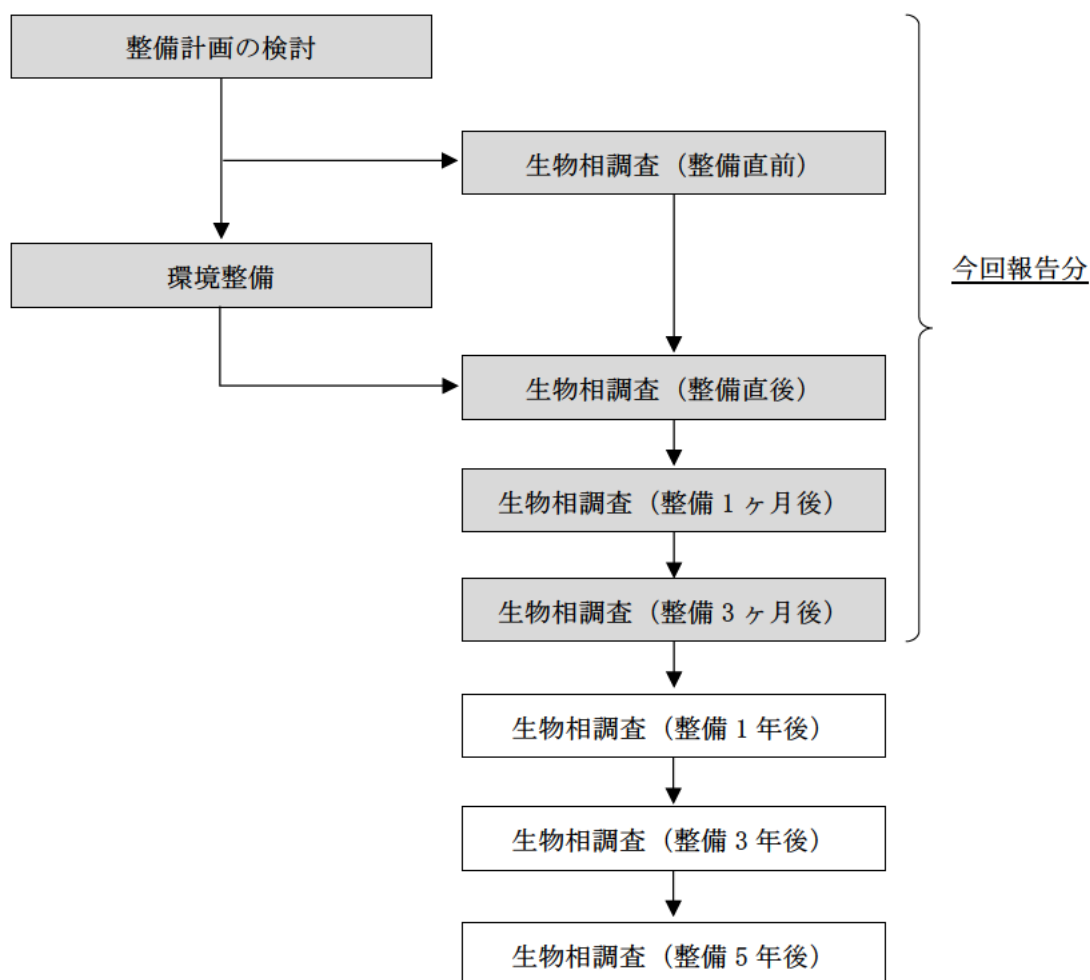 整備計画の検討
生物相調査（整備直前）
環境整備
今回報告分
生物相調査（整備直後）
生物相調査（整備 1 ヶ月後）
生物相調査（整備 3 ヶ月後）
生物相調査（整備 1 年後）
生物相調査（整備 3 年後）
生物相調査（整備 5 年後）